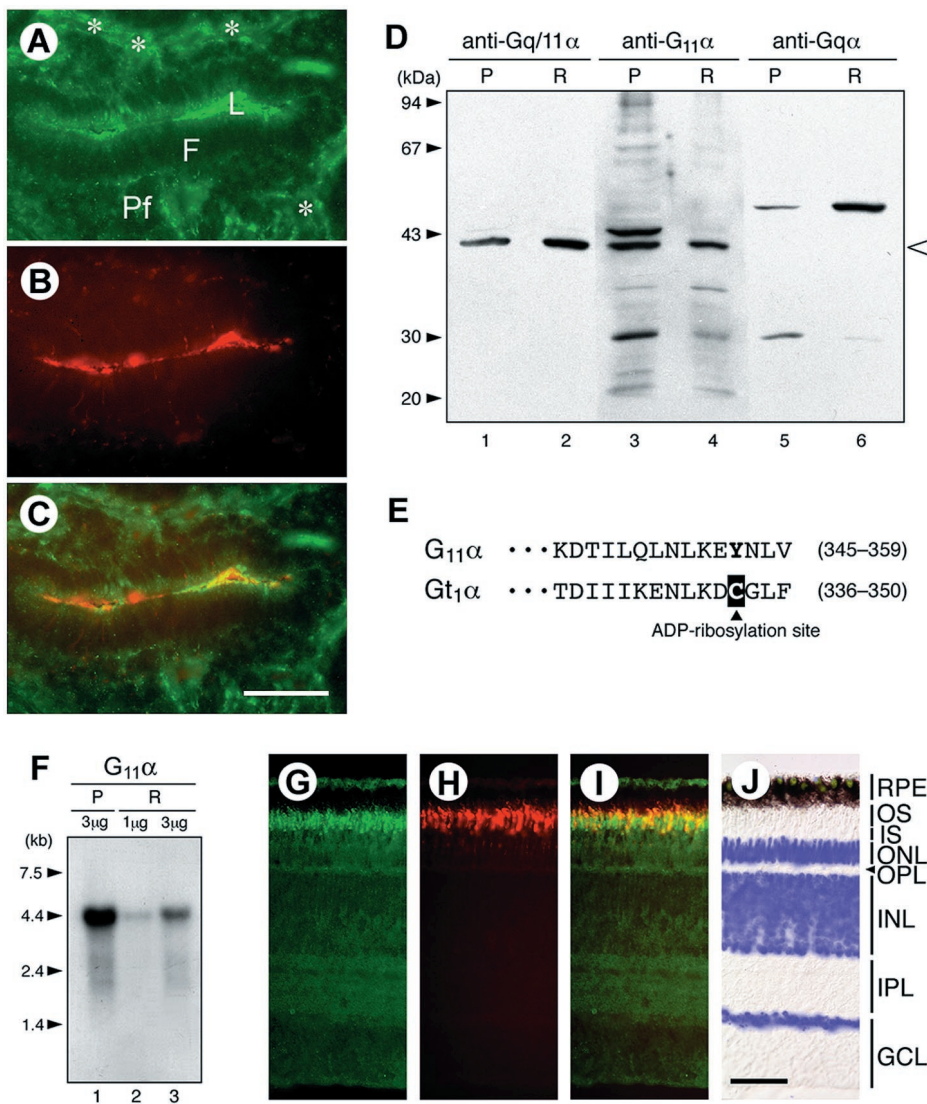 A
* * *
L
F
Pf *
B
C
D
anti-Gq/11α anti-G11α anti-Gqα
(kDa) P R P R P R
94
67
43
<
30
20
1 2 3 4 5 6
E
G11α •••KDTILQLNLKEYNLV (345–359)
Gt1α •••TDIIIKENLKDCGLF (336–350)
ADP-ribosylation site
F
G11α
P R
3µg 1µg 3µg
(kb)
7.5
4.4
2.4
1.4
1 2 3
G H I J
RPE
OS
IS
ONL
OPL
INL
IPL
GCL